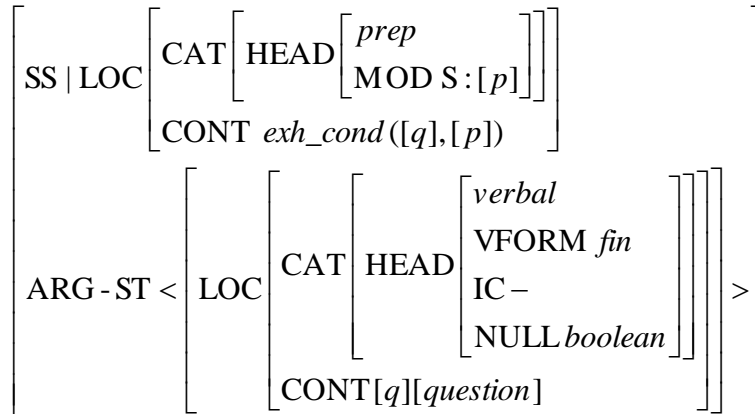 prep
CAT HEAD
MOD S:[p]
SS | LOC
CONT exh_cond([q],[p])
verbal
VFORM fin
CAT HEAD
IC –
ARG-ST < LOC >
NULL boolean
CONT[q][question]